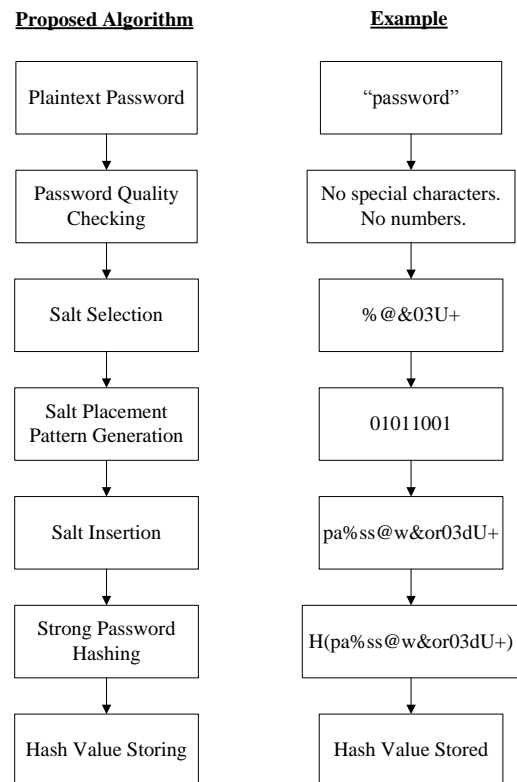 Proposed Algorithm
Plaintext Password
Password Quality
Checking
Salt Selection
Salt Placement
Pattern Generation
Salt Insertion
Strong Password
Hashing
Hash Value Storing
Example
“password”
No special characters.
No numbers.
%@&03U+
01011001
pa%ss@w&or03dU+
H(pa%ss@w&or03dU+)
Hash Value Stored